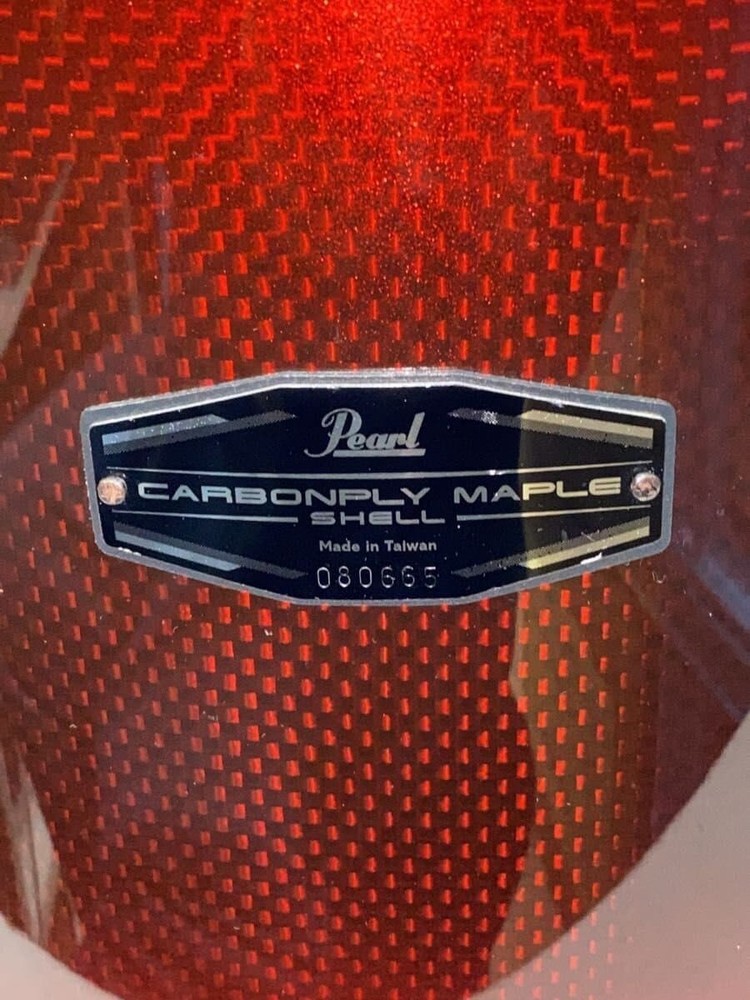 Pearl
CARBONPLY MAPLE
SHELL
Made in Taiwan
080665